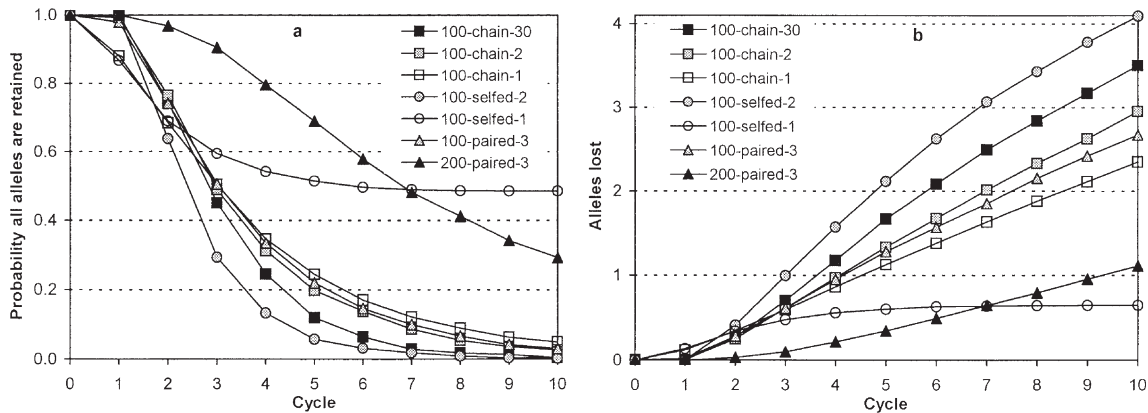 a
Probability all alleles are retained
1.0
0.8
0.6
0.4
0.2
0.0
100-chain-30
100-chain-2
100-chain-1
100-selfed-2
100-selfed-1
100-paired-3
200-paired-3
0 1 2 3 4 5 6 7 8 9 10
Cycle
b
Alleles lost
4
3
2
1
0
100-chain-30
100-chain-2
100-chain-1
100-selfed-2
100-selfed-1
100-paired-3
200-paired-3
0 1 2 3 4 5 6 7 8 9 10
Cycle